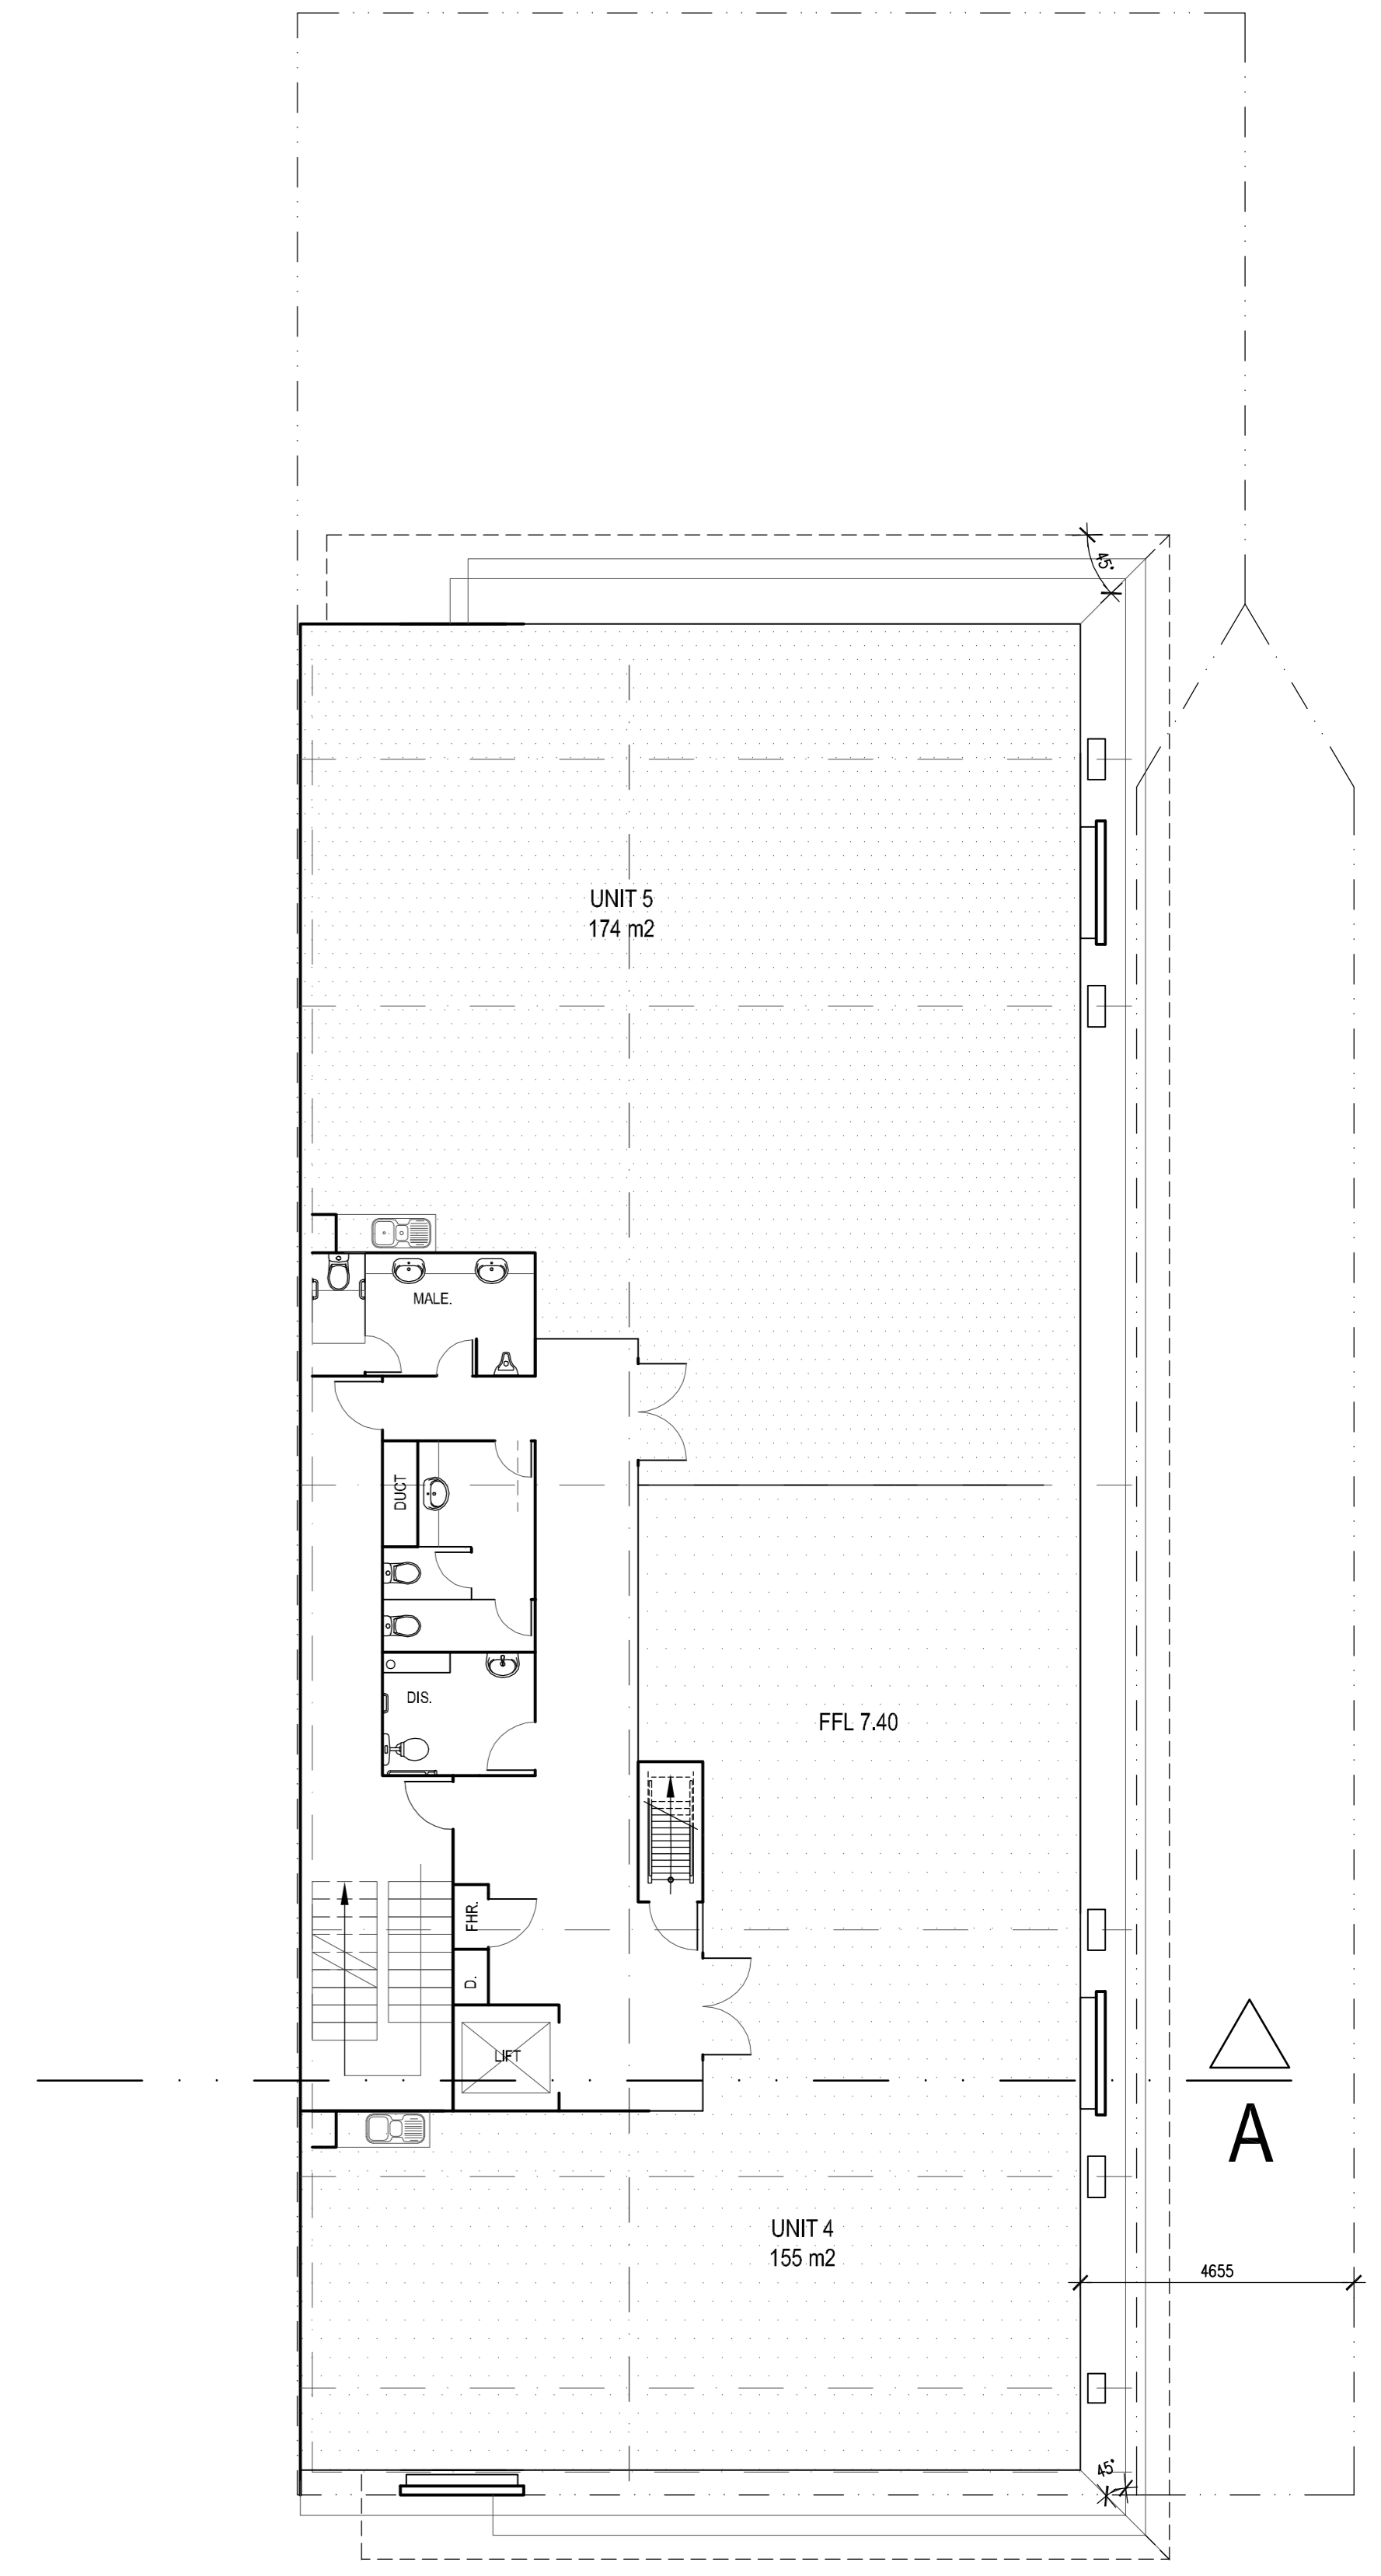 45°
UNIT 5
174 m2
MALE.
DUCT
DIS.
FFL 7.40
FHR.
D.
LIFT
A
UNIT 4
155 m2
4655
45°